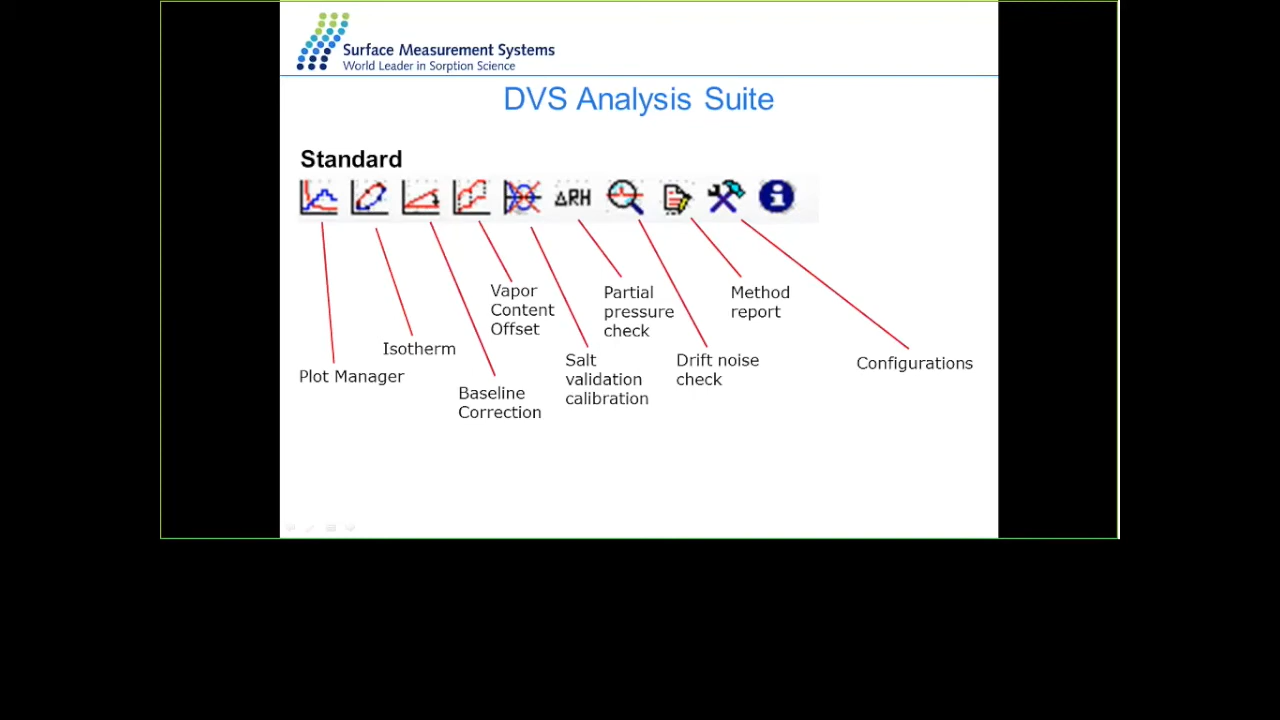 Surface Measurement Systems
World Leader in Sorption Science
DVS Analysis Suite
Standard
ΔRH
Vapor
Content
Offset
Partial
pressure
check
Method
report
Isotherm
Plot Manager
Baseline
Correction
Salt
validation
calibration
Drift noise
check
Configurations